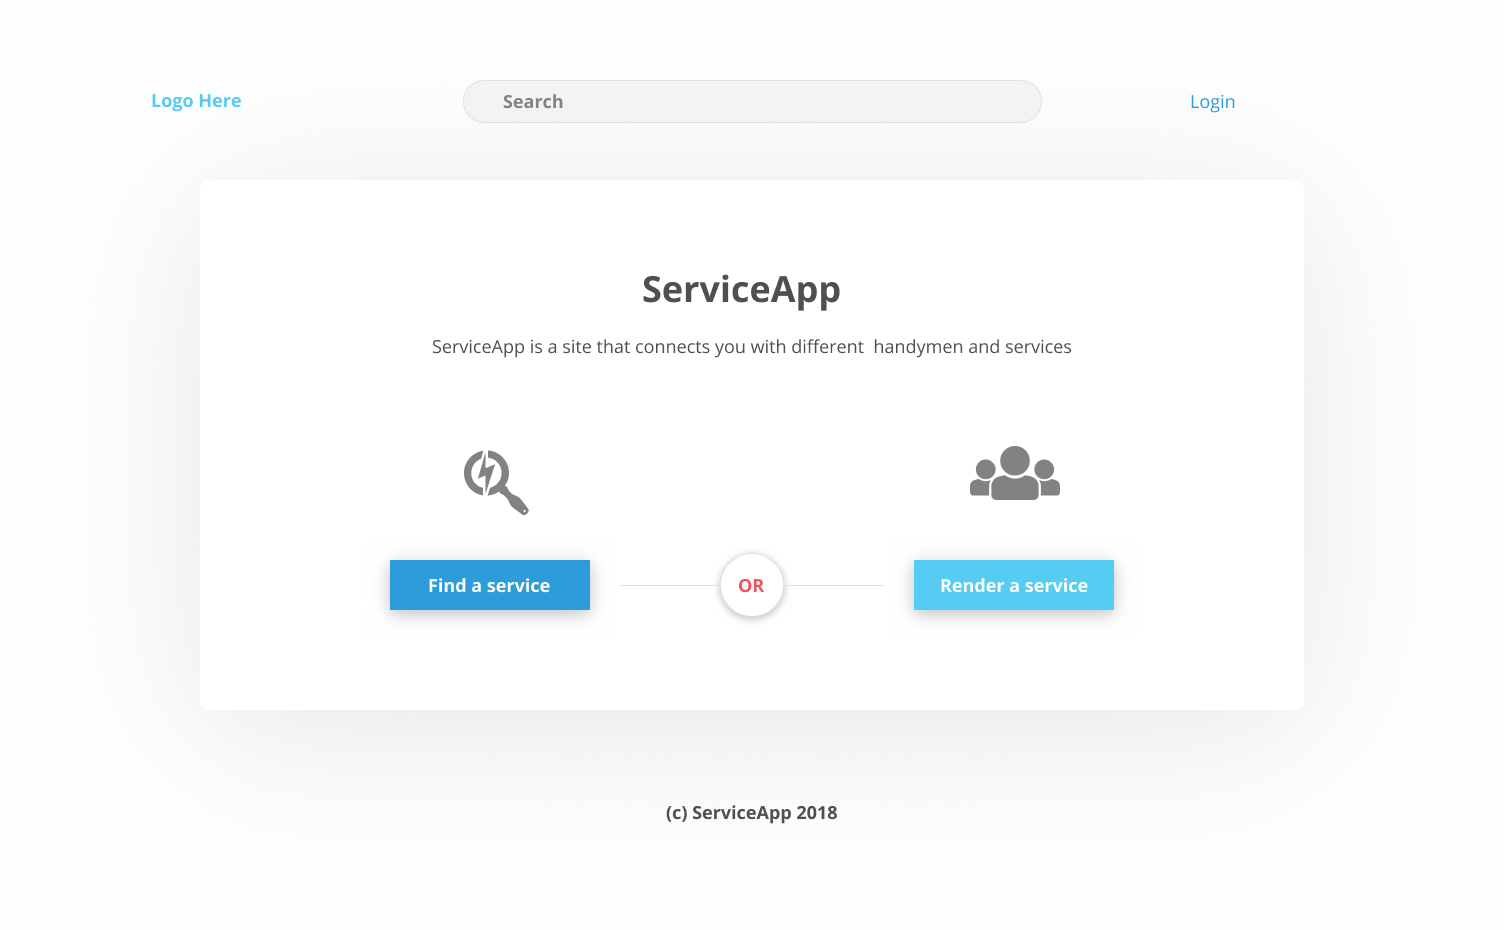 Logo Here
Search
Login
ServiceApp
ServiceApp is a site that connects you with different  handymen and services
Find a service
OR
Render a service
(c) ServiceApp 2018